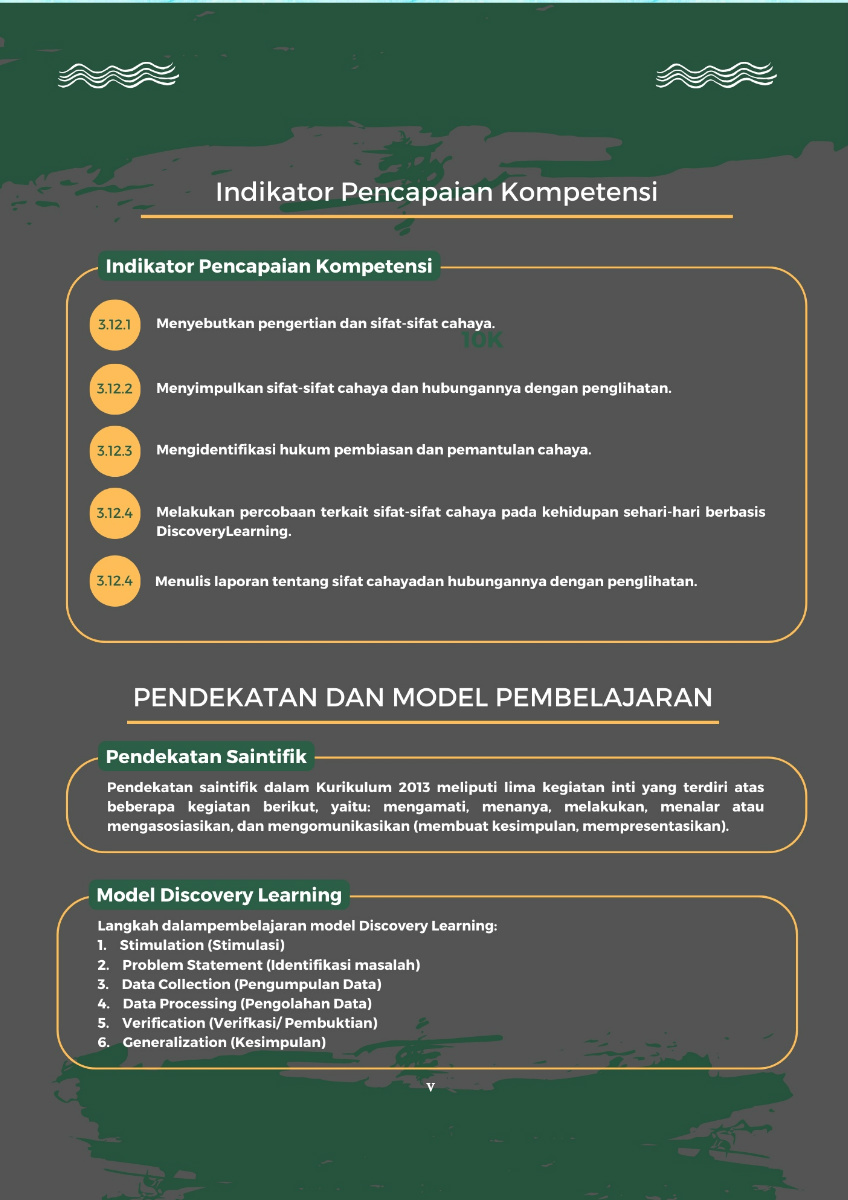 Indikator Pencapaian Kompetensi
Indikator Pencapaian Kompetensi
3.12.1 Menyebutkan pengertian dan sifat-sifat cahaya.
10K
3.12.2 Menyimpulkan sifat-sifat cahaya dan hubungannya dengan penglihatan.
3.12.3 Mengidentifikasi hukum pembiasan dan pemantulan cahaya.
3.12.4 Melakukan percobaan terkait sifat-sifat cahaya pada kehidupan sehari-hari berbasis
DiscoveryLearning.
3.12.4 Menulis laporan tentang sifat cahayadan hubungannya dengan penglihatan.
PENDEKATAN DAN MODEL PEMBELAJARAN
Pendekatan Saintifik
Pendekatan saintifik dalam Kurikulum 2013 meliputi lima kegiatan inti yang terdiri atas
beberapa kegiatan berikut, yaitu: mengamati, menanya, melakukan, menalar atau
mengasosiasikan, dan mengomunikasikan (membuat kesimpulan, mempresentasikan).
Model Discovery Learning
Langkah dalampembelajaran model Discovery Learning:
1. Stimulation (Stimulasi)
2. Problem Statement (Identifikasi masalah)
3. Data Collection (Pengumpulan Data)
4. Data Processing (Pengolahan Data)
5. Verification (Verifkasi/ Pembuktian)
6. Generalization (Kesimpulan)
v